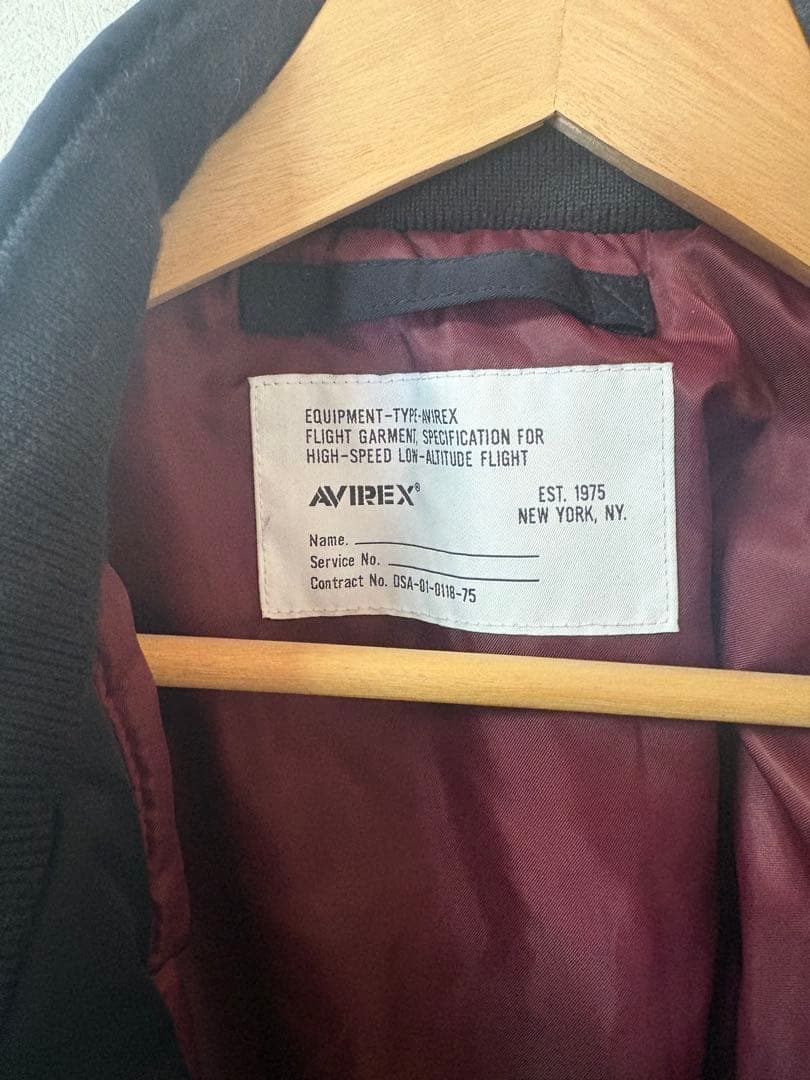 EQUIPMENT-TYPE-AVIREX
FLIGHT GARMENT, SPECIFICATION FOR
HIGH-SPEED LOW-ALTITUDE FLIGHT
AVIREX®
EST. 1975
NEW YORK, NY.
Name.
Service No.
Contract No. DSA-01-0118-75